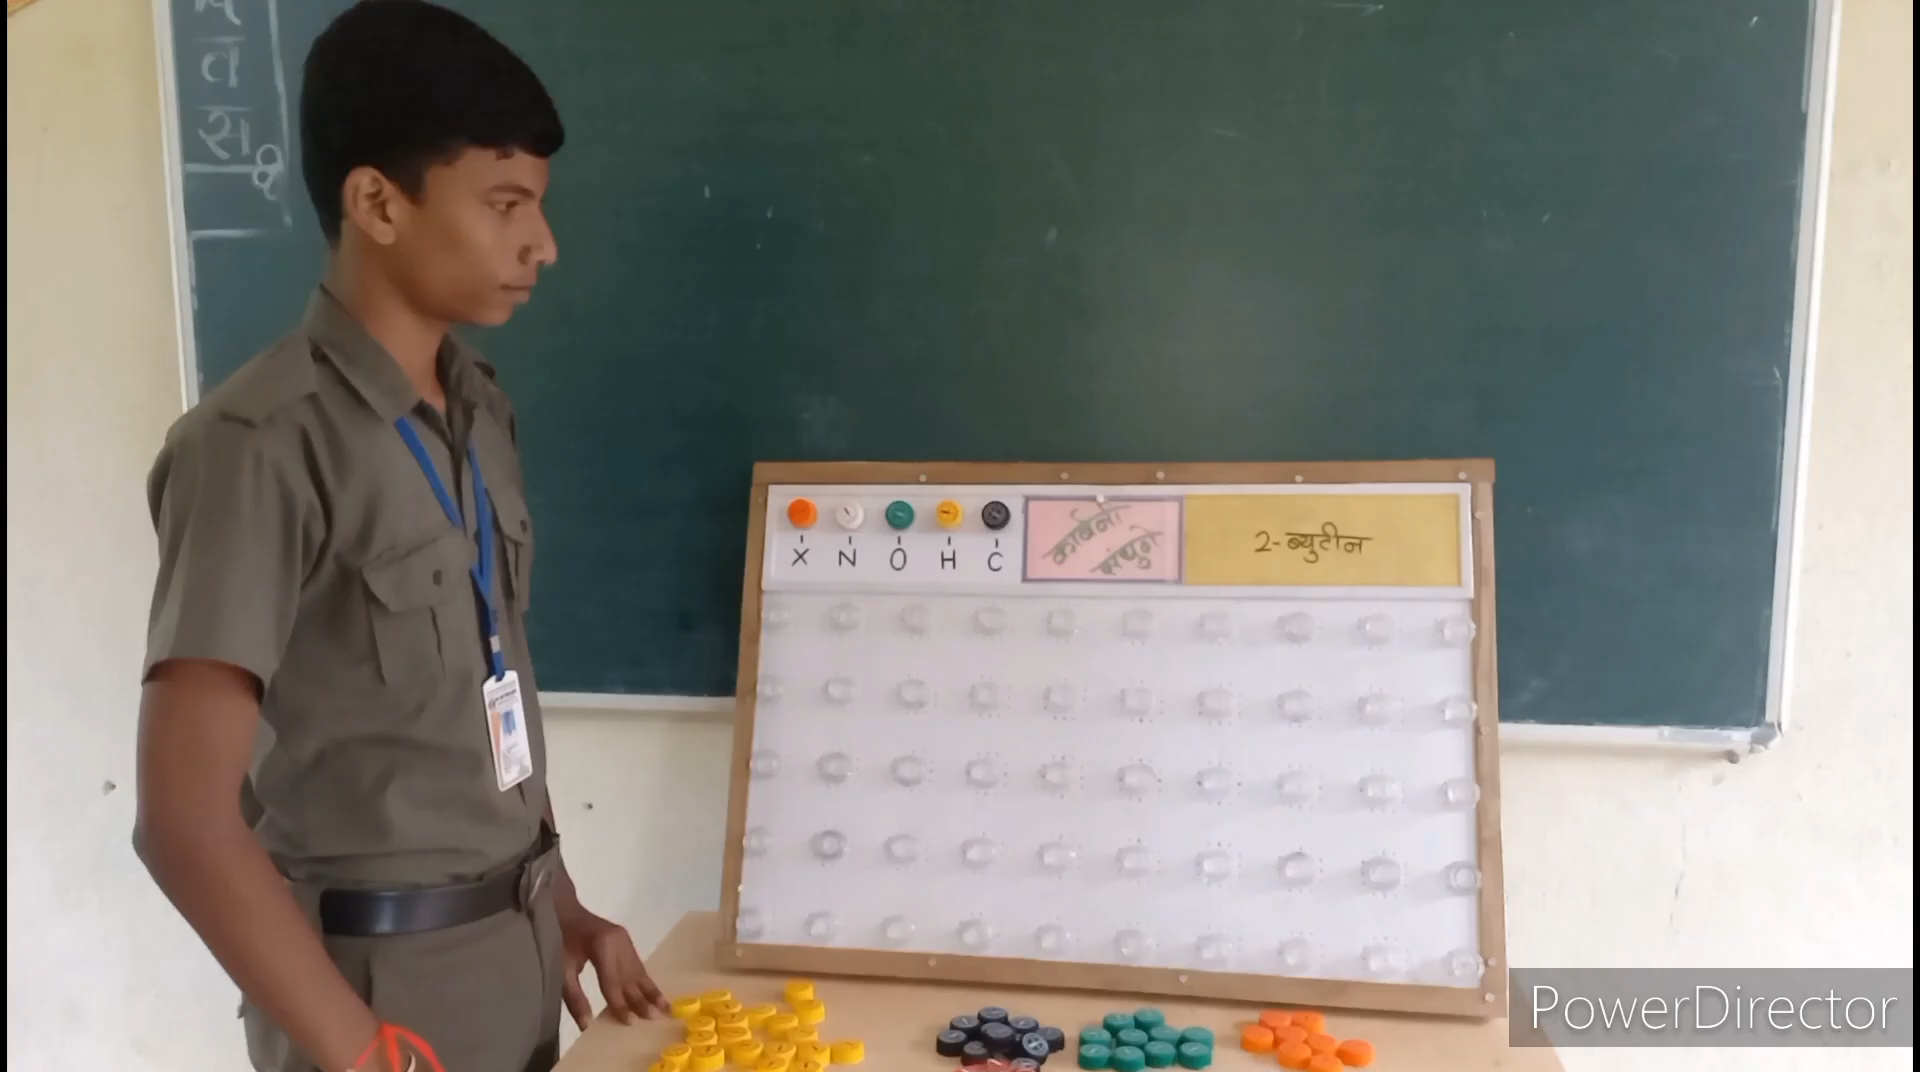 त
स
X N O H C
कार्बनी
संयुगे
2-ब्युटीन
PowerDirector